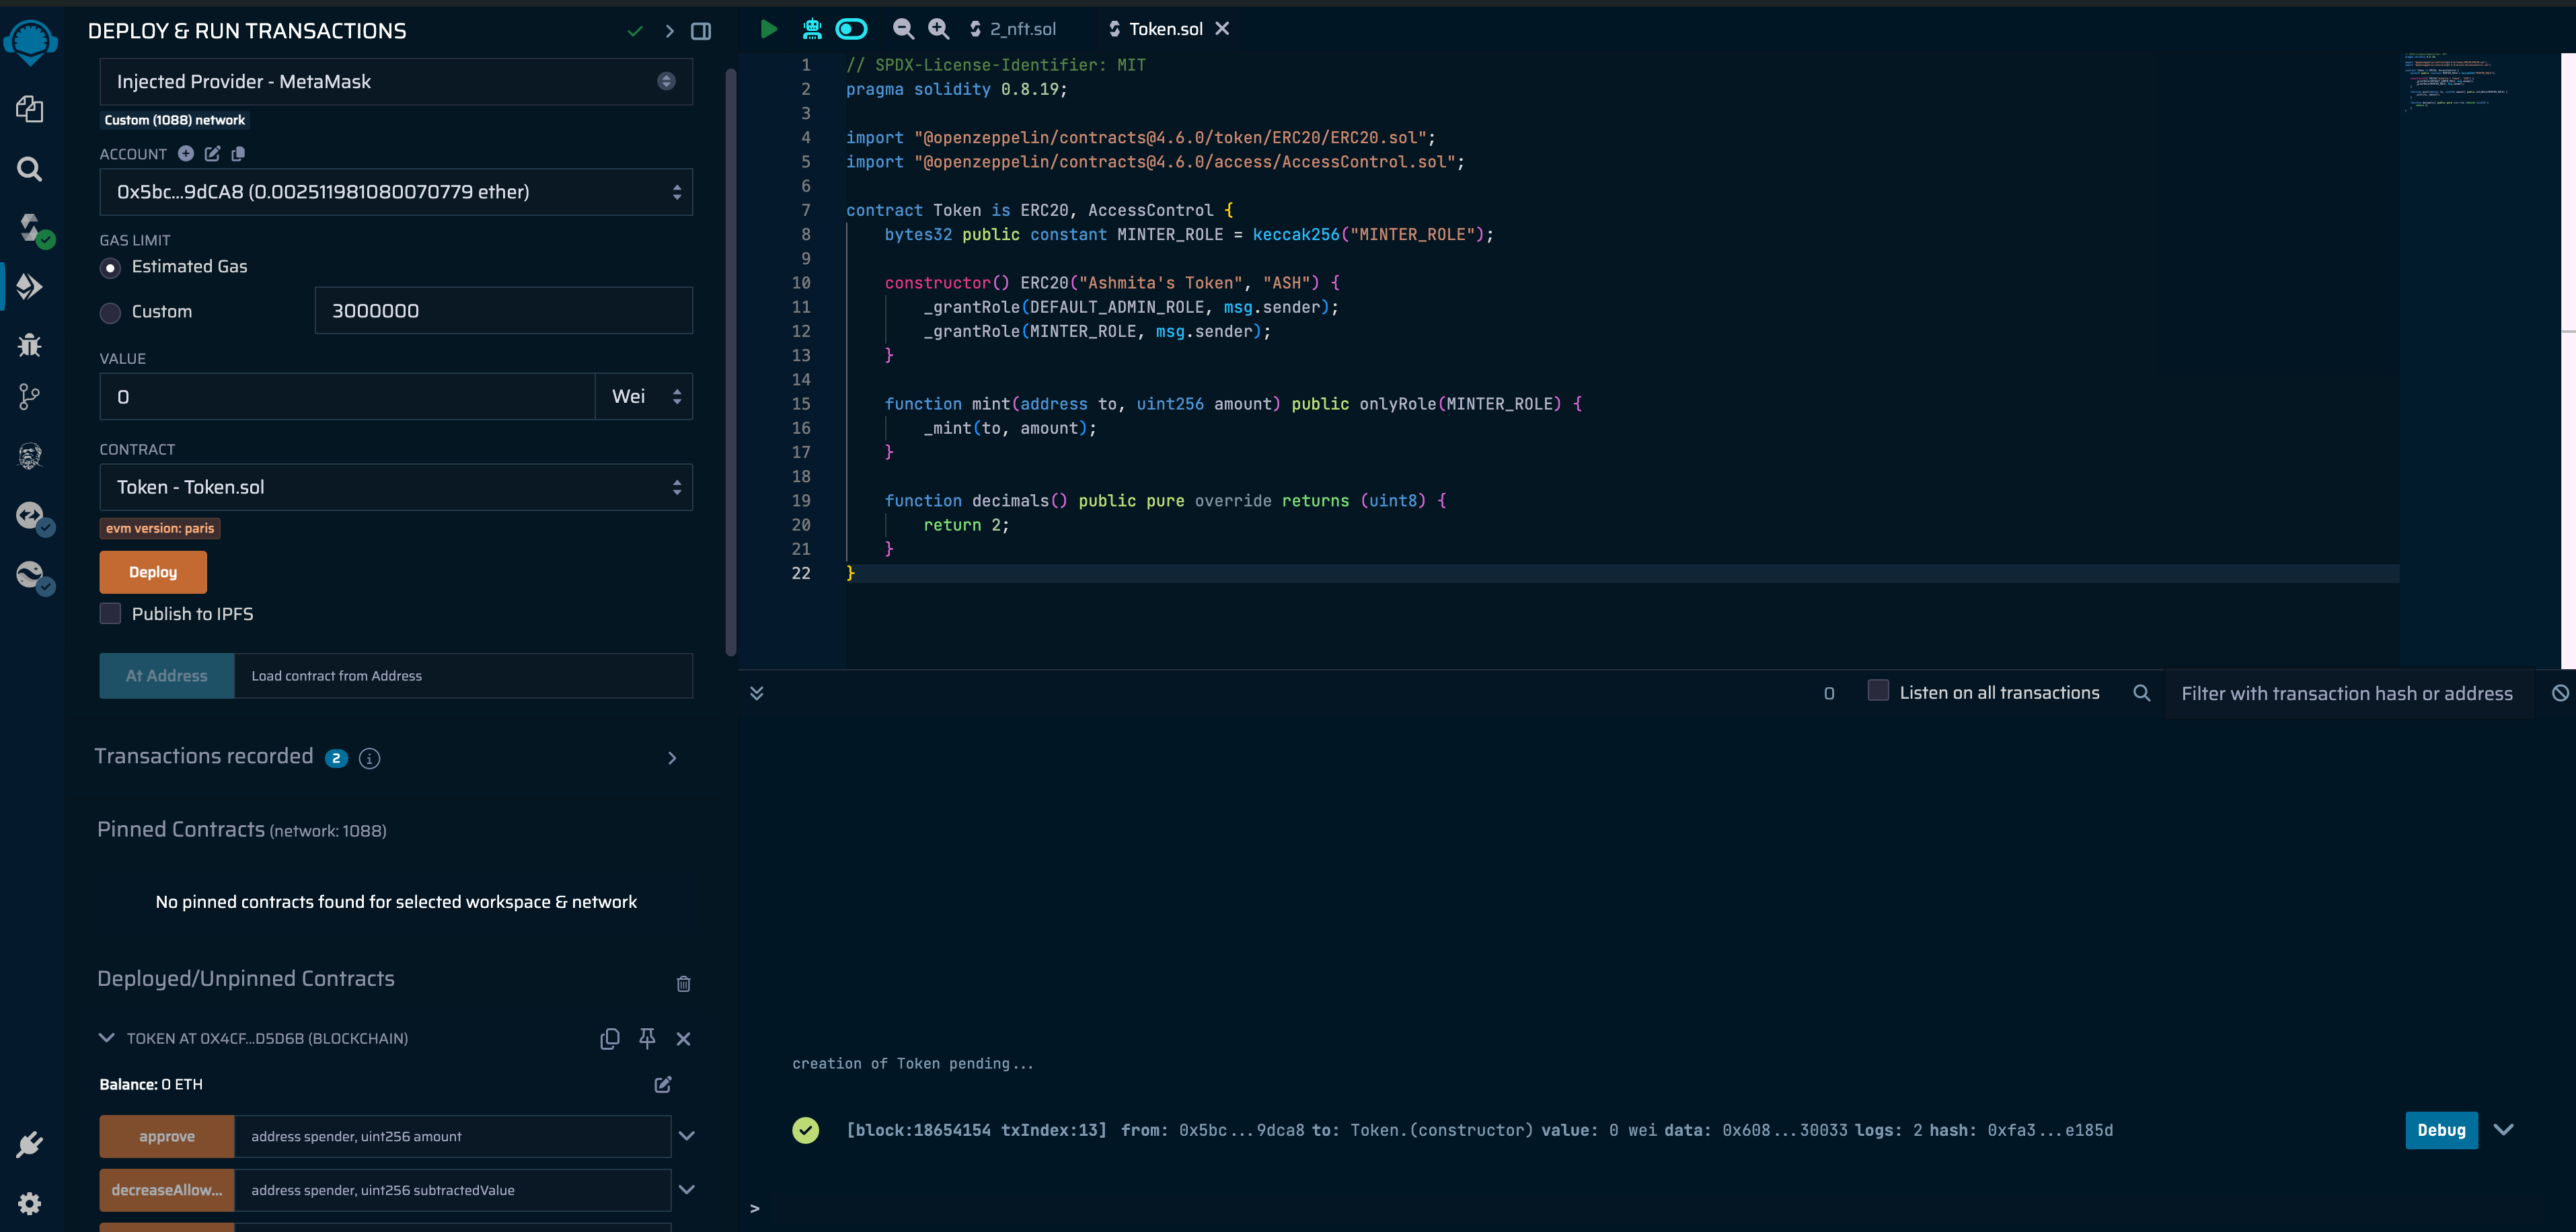 DEPLOY & RUN TRANSACTIONS
Injected Provider - MetaMask
Custom (1088) network
ACCOUNT
0x5bc...9dCA8 (0.002511981080070779 ether)
GAS LIMIT
Estimated Gas
Custom
3000000
VALUE
0
Wei
CONTRACT
Token - Token.sol
evm version: paris
Deploy
Publish to IPFS
At Address
Load contract from Address
Transactions recorded 2 i
Pinned Contracts (network: 1088)
No pinned contracts found for selected workspace & network
Deployed/Unpinned Contracts
TOKEN AT 0X4CF...D5D6B (BLOCKCHAIN)
Balance: 0 ETH
approve
address spender, uint256 amount
decreaseAllow...
address spender, uint256 subtractedValue
2_nft.sol
Token.sol
1 // SPDX-License-Identifier: MIT
2 pragma solidity 0.8.19;
3
4 import "@openzeppelin/contracts@4.6.0/token/ERC20/ERC20.sol";
5 import "@openzeppelin/contracts@4.6.0/access/AccessControl.sol";
6
7 contract Token is ERC20, AccessControl {
8 bytes32 public constant MINTER_ROLE = keccak256("MINTER_ROLE");
9
10 constructor() ERC20("Ashmita's Token", "ASH") {
11 _grantRole(DEFAULT_ADMIN_ROLE, msg.sender);
12 _grantRole(MINTER_ROLE, msg.sender);
13 }
14
15 function mint(address to, uint256 amount) public onlyRole(MINTER_ROLE) {
16 _mint(to, amount);
17 }
18
19 function decimals() public pure override returns (uint8) {
20 return 2;
21 }
22 }
0
Listen on all transactions
Filter with transaction hash or address
creation of Token pending...
[block:18654154 txIndex:13] from: 0x5bc...9dca8 to: Token.(constructor) value: 0 wei data: 0x608...30033 logs: 2 hash: 0xfa3...e185d
Debug
>